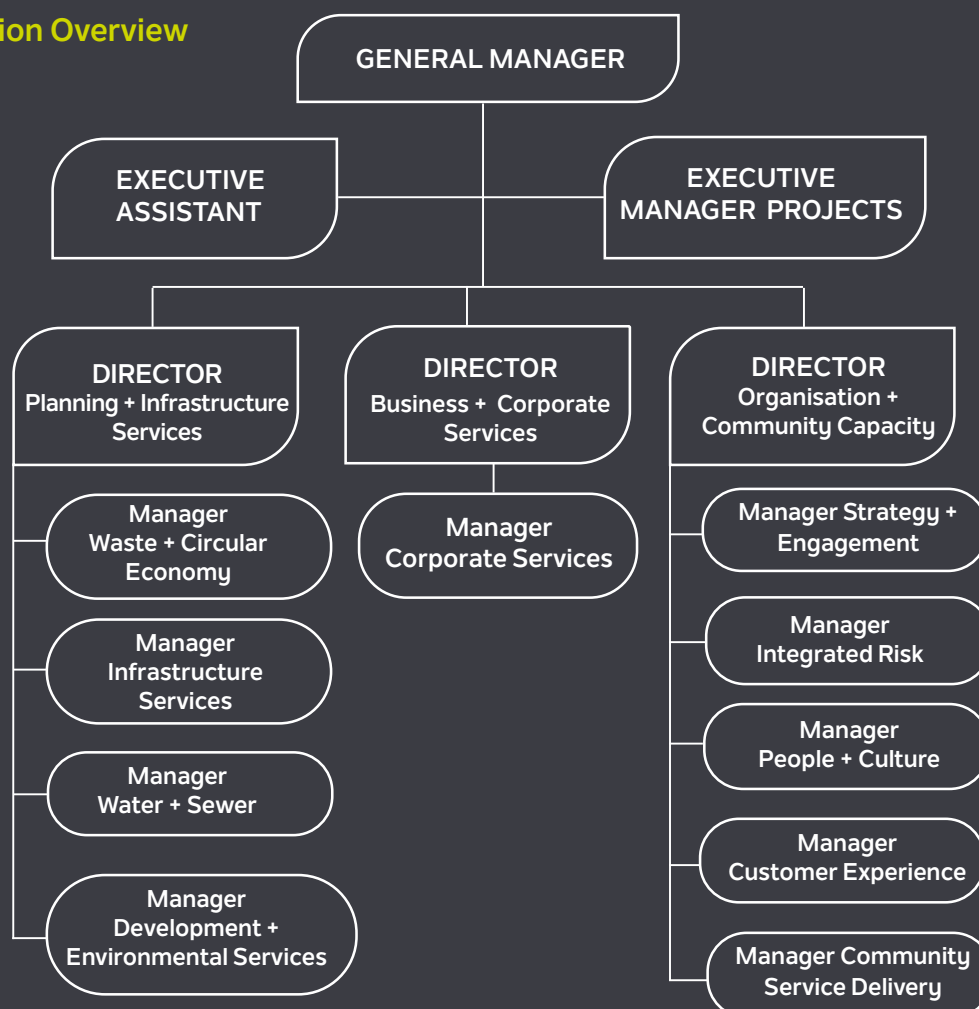 ion Overview
GENERAL MANAGER
EXECUTIVE
ASSISTANT
EXECUTIVE
MANAGER PROJECTS
DIRECTOR
Planning + Infrastructure
Services
DIRECTOR
Business + Corporate
Services
DIRECTOR
Organisation +
Community Capacity
Manager
Waste + Circular
Economy
Manager
Infrastructure
Services
Manager
Water + Sewer
Manager
Development +
Environmental Services
Manager
Corporate Services
Manager Strategy +
Engagement
Manager
Integrated Risk
Manager
People + Culture
Manager
Customer Experience
Manager Community
Service Delivery